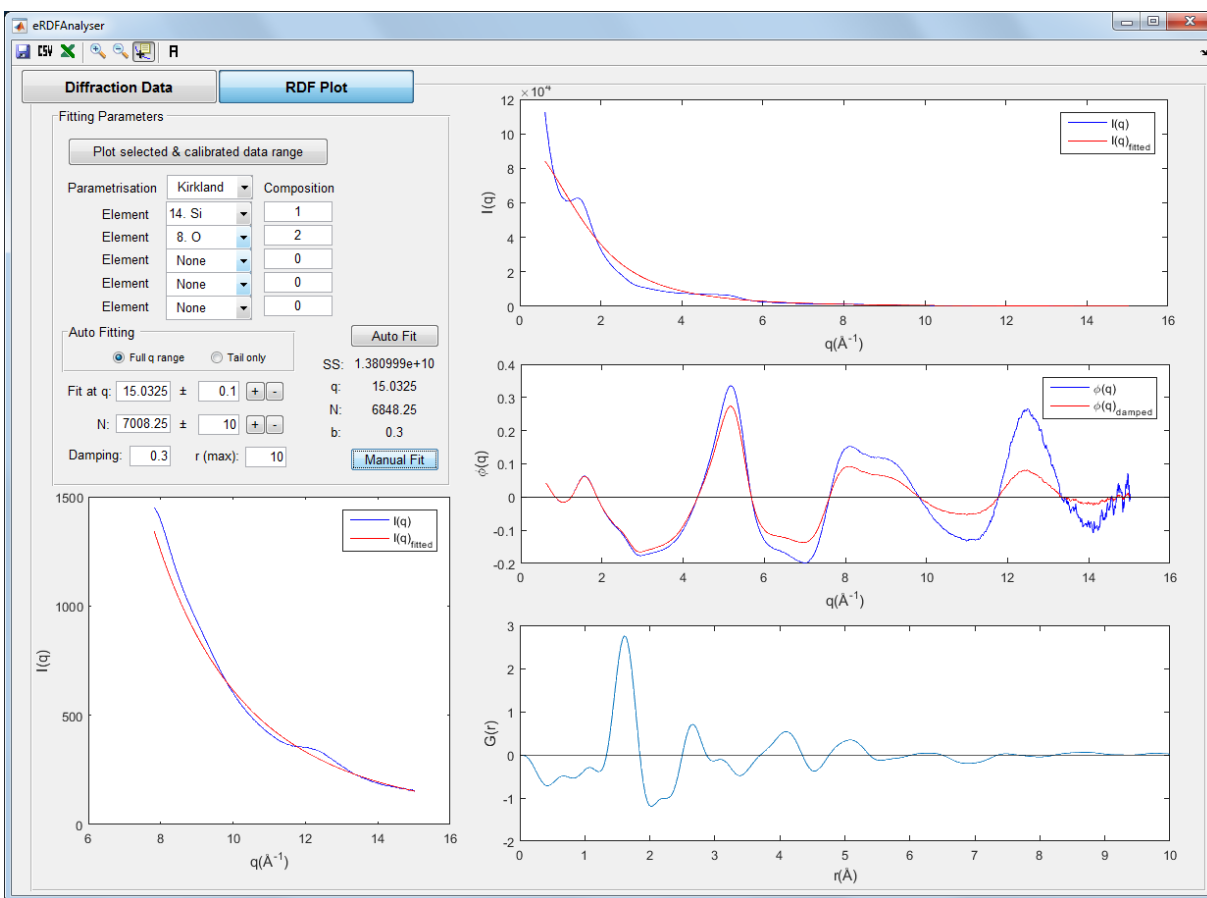 eRDFAnalyser
CSV
A
Diffraction Data RDF Plot
Fitting Parameters
Plot selected & calibrated data range
Parametrisation Kirkland Composition
Element 14. Si 1
Element 8. O 2
Element None 0
Element None 0
Element None 0
Auto Fitting
Full q range Tail only
Auto Fit
SS: 1.380999e+10
Fit at q: 15.0325 ± 0.1 + -
q: 15.0325
N: 7008.25 ± 10 + -
N: 6848.25
b: 0.3
Damping: 0.3 r (max): 10
Manual Fit
1500
1000
500
0
I(q)
6 8 10 12 14 16
q(Å⁻¹)
I(q)
I(q)fitted
× 10⁴
12
10
8
6
4
2
0
I(q)
0 2 4 6 8 10 12 14 16
q(Å⁻¹)
I(q)
I(q)fitted
0.4
0.3
0.2
0.1
0
-0.1
-0.2
ϕ(q)
0 2 4 6 8 10 12 14 16
q(Å⁻¹)
ϕ(q)
ϕ(q)damped
3
2
1
0
-1
-2
G(r)
0 1 2 3 4 5 6 7 8 9 10
r(Å)